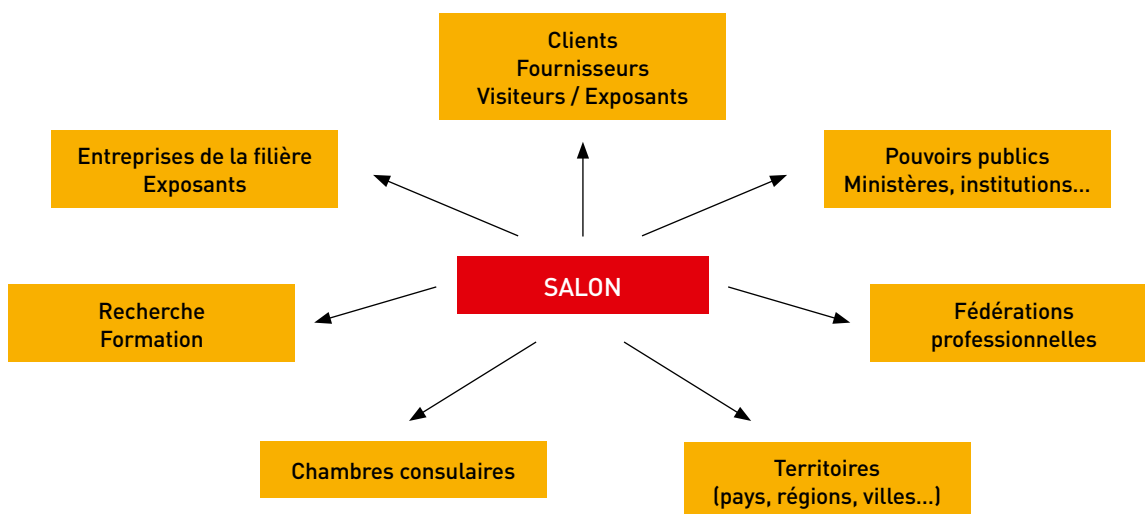 Clients
Fournisseurs
Visiteurs / Exposants
Entreprises de la filière
Exposants
Pouvoirs publics
Ministères, institutions...
SALON
Recherche
Formation
Fédérations
professionnelles
Chambres consulaires
Territoires
(pays, régions, villes...)